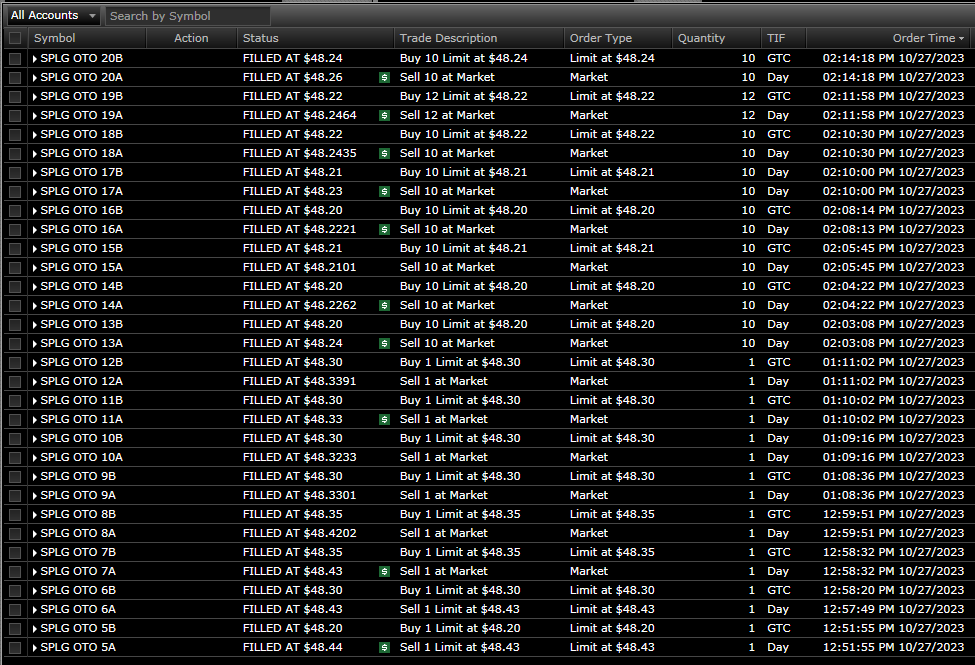 All Accounts Search by Symbol
Symbol Action Status Trade Description Order Type Quantity TIF Order Time
SPLG OTO 20B FILLED AT $48.24 Buy 10 Limit at $48.24 Limit at $48.24 10 GTC 02:14:18 PM 10/27/2023
SPLG OTO 20A FILLED AT $48.26 $ Sell 10 at Market Market 10 Day 02:14:18 PM 10/27/2023
SPLG OTO 19B FILLED AT $48.22 Buy 12 Limit at $48.22 Limit at $48.22 12 GTC 02:11:58 PM 10/27/2023
SPLG OTO 19A FILLED AT $48.2464 $ Sell 12 at Market Market 12 Day 02:11:58 PM 10/27/2023
SPLG OTO 18B FILLED AT $48.22 Buy 10 Limit at $48.22 Limit at $48.22 10 GTC 02:10:30 PM 10/27/2023
SPLG OTO 18A FILLED AT $48.2435 $ Sell 10 at Market Market 10 Day 02:10:30 PM 10/27/2023
SPLG OTO 17B FILLED AT $48.21 Buy 10 Limit at $48.21 Limit at $48.21 10 GTC 02:10:00 PM 10/27/2023
SPLG OTO 17A FILLED AT $48.23 $ Sell 10 at Market Market 10 Day 02:10:00 PM 10/27/2023
SPLG OTO 16B FILLED AT $48.20 Buy 10 Limit at $48.20 Limit at $48.20 10 GTC 02:08:14 PM 10/27/2023
SPLG OTO 16A FILLED AT $48.2221 $ Sell 10 at Market Market 10 Day 02:08:13 PM 10/27/2023
SPLG OTO 15B FILLED AT $48.21 Buy 10 Limit at $48.21 Limit at $48.21 10 GTC 02:05:45 PM 10/27/2023
SPLG OTO 15A FILLED AT $48.2101 Sell 10 at Market Market 10 Day 02:05:45 PM 10/27/2023
SPLG OTO 14B FILLED AT $48.20 Buy 10 Limit at $48.20 Limit at $48.20 10 GTC 02:04:22 PM 10/27/2023
SPLG OTO 14A FILLED AT $48.2262 $ Sell 10 at Market Market 10 Day 02:04:22 PM 10/27/2023
SPLG OTO 13B FILLED AT $48.20 Buy 10 Limit at $48.20 Limit at $48.20 10 GTC 02:03:08 PM 10/27/2023
SPLG OTO 13A FILLED AT $48.24 $ Sell 10 at Market Market 10 Day 02:03:08 PM 10/27/2023
SPLG OTO 12B FILLED AT $48.30 Buy 1 Limit at $48.30 Limit at $48.30 1 GTC 01:11:02 PM 10/27/2023
SPLG OTO 12A FILLED AT $48.3391 Sell 1 at Market Market 1 Day 01:11:02 PM 10/27/2023
SPLG OTO 11B FILLED AT $48.30 Buy 1 Limit at $48.30 Limit at $48.30 1 GTC 01:10:02 PM 10/27/2023
SPLG OTO 11A FILLED AT $48.33 $ Sell 1 at Market Market 1 Day 01:10:02 PM 10/27/2023
SPLG OTO 10B FILLED AT $48.30 Buy 1 Limit at $48.30 Limit at $48.30 1 GTC 01:09:16 PM 10/27/2023
SPLG OTO 10A FILLED AT $48.3233 Sell 1 at Market Market 1 Day 01:09:16 PM 10/27/2023
SPLG OTO 9B FILLED AT $48.30 Buy 1 Limit at $48.30 Limit at $48.30 1 GTC 01:08:36 PM 10/27/2023
SPLG OTO 9A FILLED AT $48.3301 Sell 1 at Market Market 1 Day 01:08:36 PM 10/27/2023
SPLG OTO 8B FILLED AT $48.35 Buy 1 Limit at $48.35 Limit at $48.35 1 GTC 12:59:51 PM 10/27/2023
SPLG OTO 8A FILLED AT $48.4202 Sell 1 at Market Market 1 Day 12:59:51 PM 10/27/2023
SPLG OTO 7B FILLED AT $48.35 Buy 1 Limit at $48.35 Limit at $48.35 1 GTC 12:58:32 PM 10/27/2023
SPLG OTO 7A FILLED AT $48.43 $ Sell 1 at Market Market 1 Day 12:58:32 PM 10/27/2023
SPLG OTO 6B FILLED AT $48.30 Buy 1 Limit at $48.30 Limit at $48.30 1 GTC 12:58:20 PM 10/27/2023
SPLG OTO 6A FILLED AT $48.43 Sell 1 Limit at $48.43 Limit at $48.43 1 Day 12:57:49 PM 10/27/2023
SPLG OTO 5B FILLED AT $48.20 Buy 1 Limit at $48.20 Limit at $48.20 1 GTC 12:51:55 PM 10/27/2023
SPLG OTO 5A FILLED AT $48.44 $ Sell 1 Limit at $48.43 Limit at $48.43 1 Day 12:51:55 PM 10/27/2023